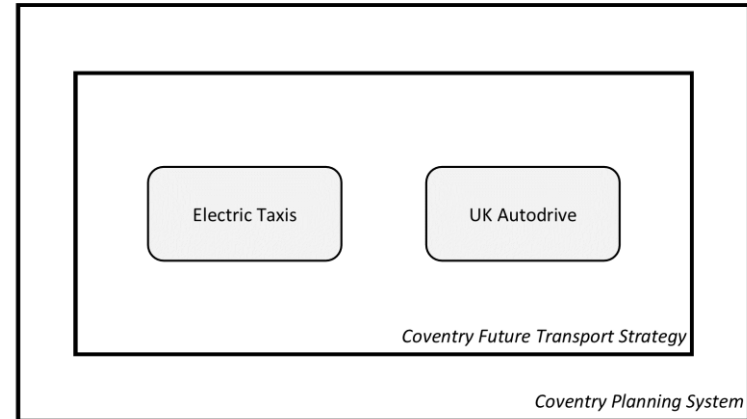 Electric Taxis
UK Autodrive
Coventry Future Transport Strategy
Coventry Planning System